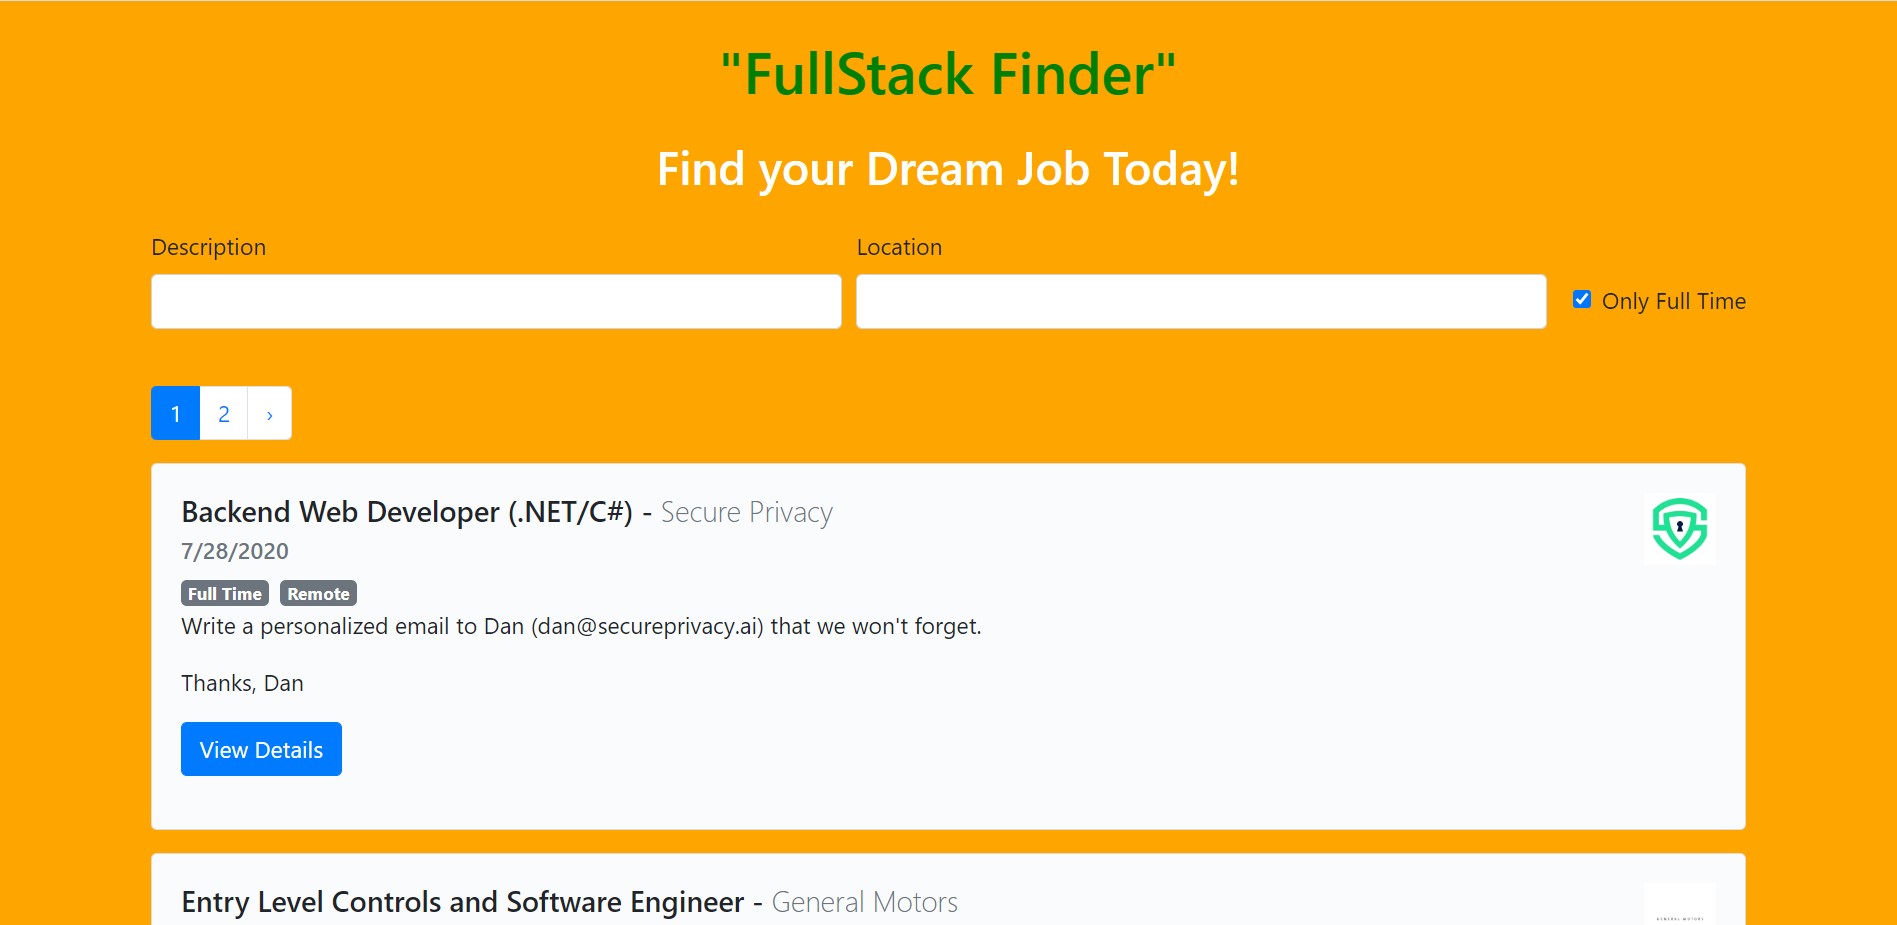 "FullStack Finder"
Find your Dream Job Today!
Description
Location
Only Full Time
1 2 ›
Backend Web Developer (.NET/C#) - Secure Privacy
7/28/2020
Full Time Remote
Write a personalized email to Dan (dan@secureprivacy.ai) that we won't forget.
Thanks, Dan
View Details
Entry Level Controls and Software Engineer - General Motors
GENERAL MOTORS